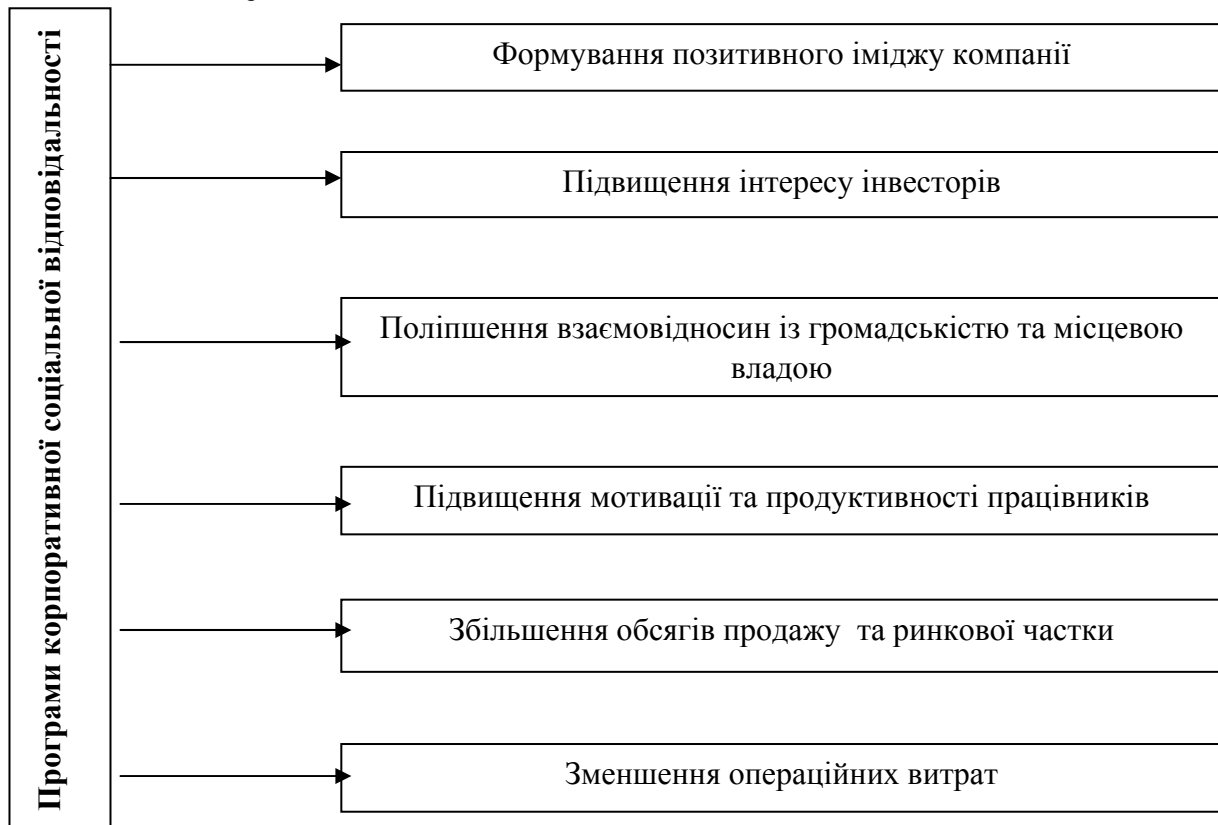 Програми корпоративної соціальної відповідальності
Формування позитивного іміджу компанії
Підвищення інтересу інвесторів
Поліпшення взаємовідносин із громадськістю та місцевою
владою
Підвищення мотивації та продуктивності працівників
Збільшення обсягів продажу та ринкової частки
Зменшення операційних витрат